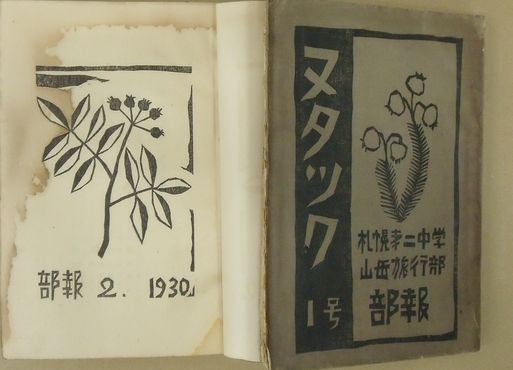 部報 2. 1930
ヌタック
1号
札幌第二中学
山岳旅行部
部報